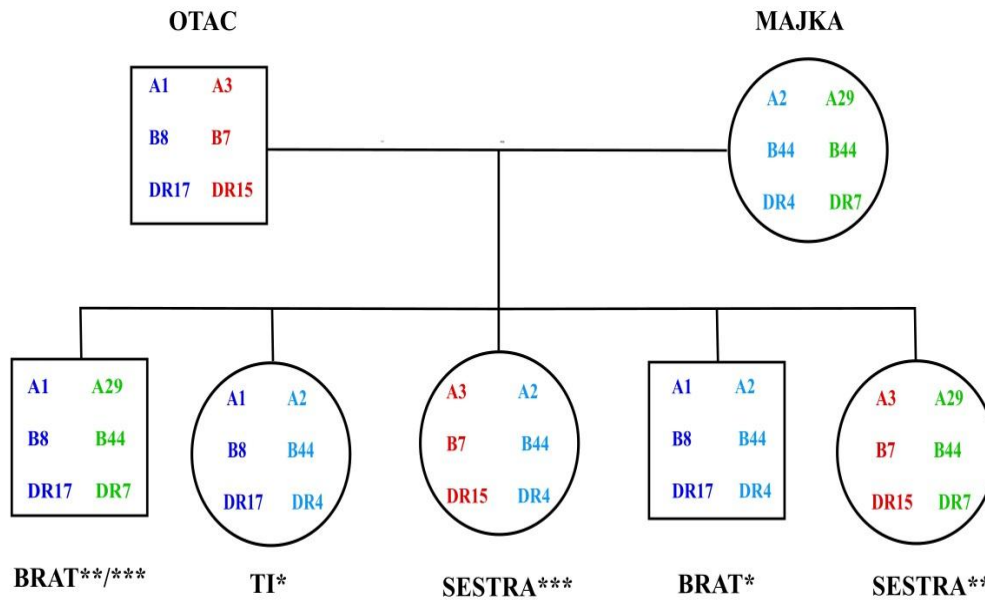 OTAC MAJKA
A1 A3
B8 B7
DR17 DR15
A2 A29
B44 B44
DR4 DR7
A1 A29
B8 B44
DR17 DR7
A1 A2
B8 B44
DR17 DR4
A3 A2
B7 B44
DR15 DR4
A1 A2
B8 B44
DR17 DR4
A3 A29
B7 B44
DR15 DR7
BRAT**/*** TI* SESTRA*** BRAT* SESTRA**